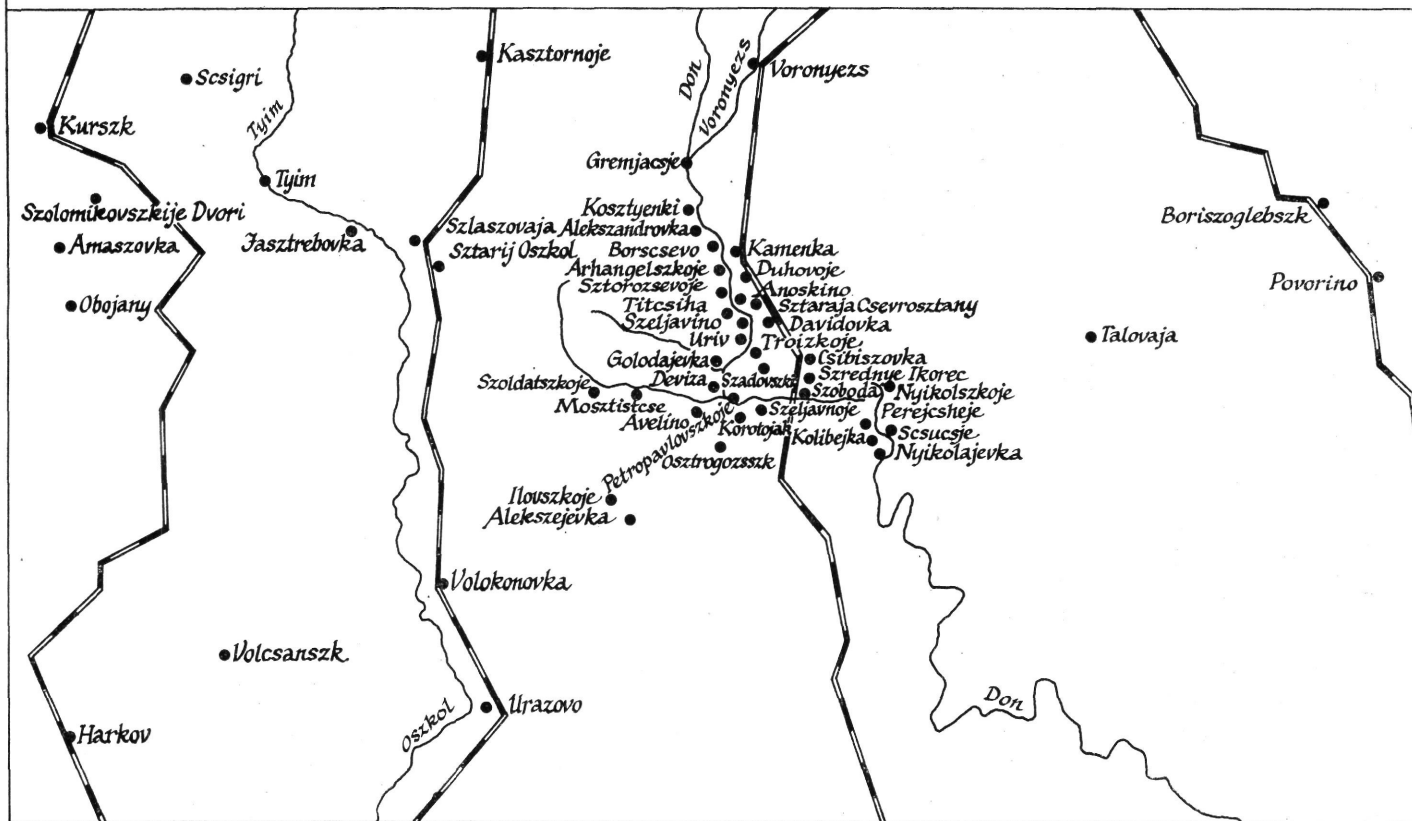 Kasztornoje
Don
Voronyezs
Voronyezs
Scsigri
Tyim
Kurszk
Gremjacsje
Tyim
Szolomikovszkije Dvori
Kosztyenki
Boriszoglebszk
Amaszovka
Jasztrebovka
Szlaszovaja
Alekszandrovka
Sztarij Oszkol
Borscsevo
Kamenka
Arhangelszkoje
Duhovoje
Povorino
Obojany
Sztorozsevoje
Anoskino
Titcsiha
Sztaraja Csevrosztany
Szeljavino
Davidovka
Talovaja
Uriv
Troizkoje
Golodajevka
Csibiszovka
Deviza
Szadovszki
Szrednye Ikorec
Szoldatszkoje
Szoboda
Nyikolszkoje
Mosztistcse
Szeljavnoje
Perejcsheje
Avelino
Korotojak
Kolibejka
Scsucsje
Petropavlovszkoje
Osztrogozsszk
Nyikolajevka
Ilovszkoje
Alekszejevka
Volokonovka
Volcsanszk
Don
Oszkol
Urazovo
Harkov